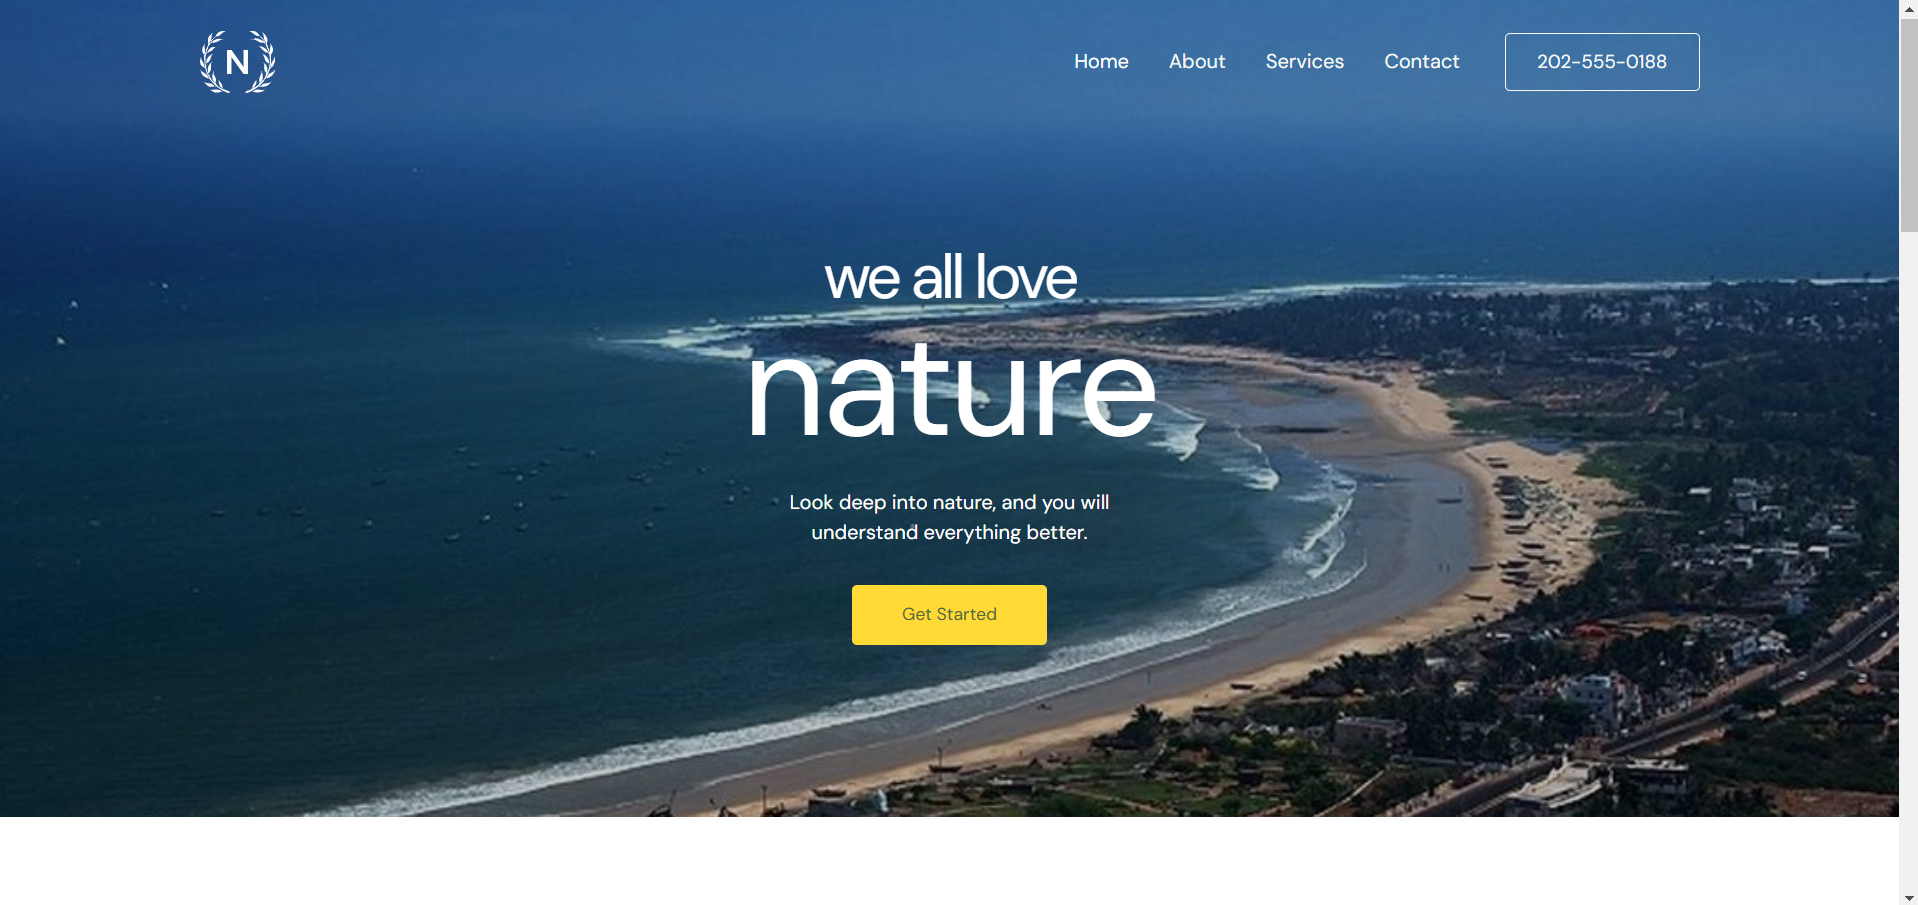 N
Home
About
Services
Contact
202-555-0188
we all love
nature
Look deep into nature, and you will
understand everything better.
Get Started